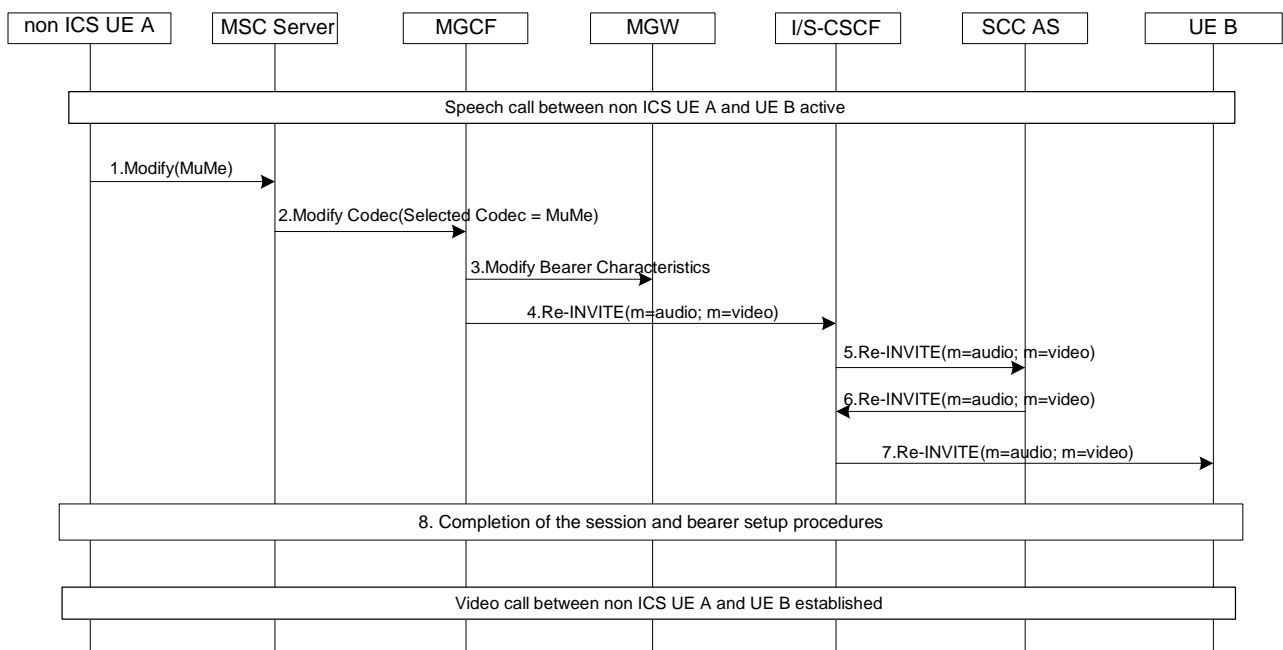 non ICS UE A
MSC Server
MGCF
MGW
I/S-CSCF
SCC AS
UE B
Speech call between non ICS UE A and UE B active
1.Modify(MuMe)
2.Modify Codec(Selected Codec = MuMe)
3.Modify Bearer Characteristics
4.Re-INVITE(m=audio; m=video)
5.Re-INVITE(m=audio; m=video)
6.Re-INVITE(m=audio; m=video)
7.Re-INVITE(m=audio; m=video)
8. Completion of the session and bearer setup procedures
Video call between non ICS UE A and UE B established